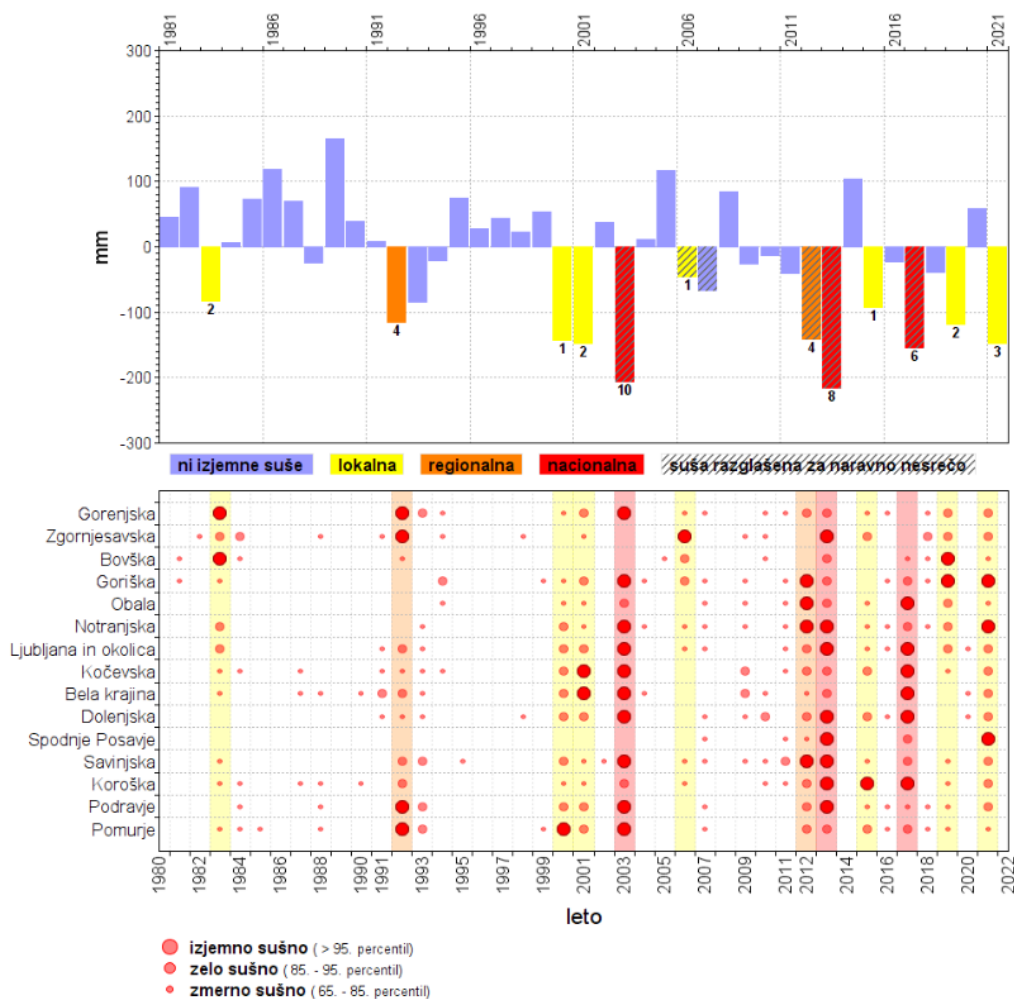 1981 1986 1991 1996 2001 2006 2011 2016 2021
300
200
100
0
-100
-200
-300
mm
2 4 1 2 10 1 4 8 1 6 2 3
ni izjemne suše lokalna regionalna nacionalna suša razglašena za naravno nesrečo
Gorenjska
Zgornjesavska
Bovška
Goriška
Obala
Notranjska
Ljubljana in okolica
Kočevska
Bela krajina
Dolenjska
Spodnje Posavje
Savinjska
Koroška
Podravje
Pomurje
1980 1982 1984 1986 1988 1990 1991 1993 1995 1997 1999 2001 2003 2005 2007 2009 2011 2012 2014 2016 2018 2020 2022
leto
izjemno sušno ( > 95. percentil)
zelo sušno ( 85. - 95. percentil)
zmerno sušno ( 65. - 85. percentil)